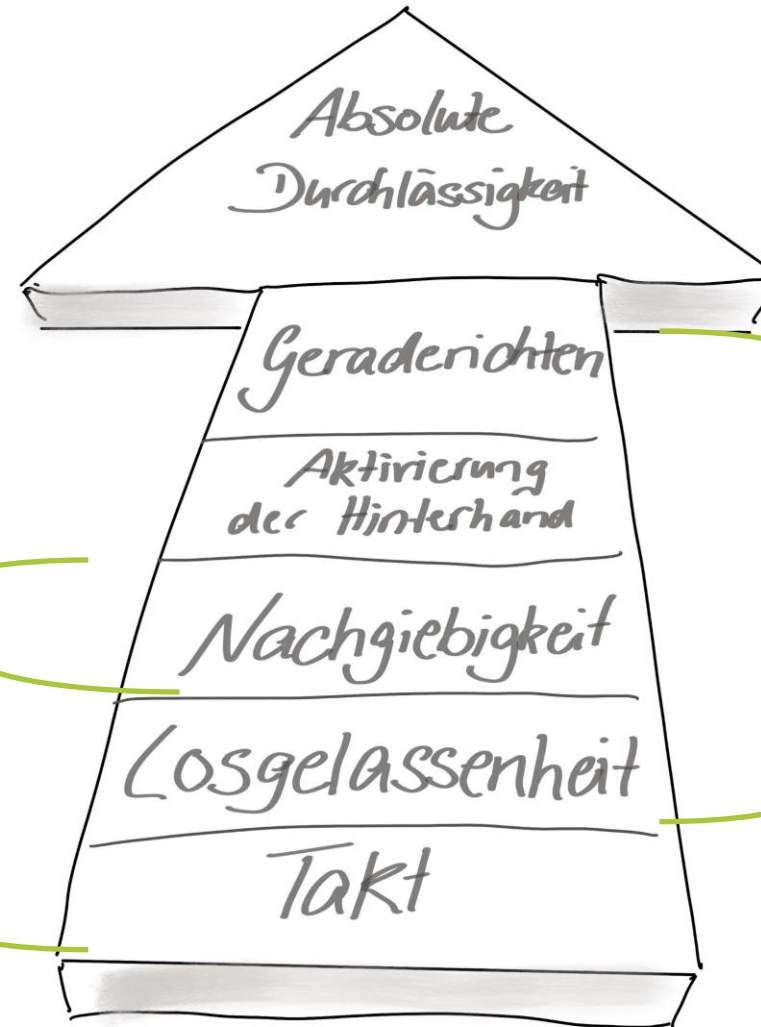 Absolute
Durchlässigkeit
Geraderichten
Aktivierung
der Hinterhand
Nachgiebigkeit
Losgelassenheit
Takt